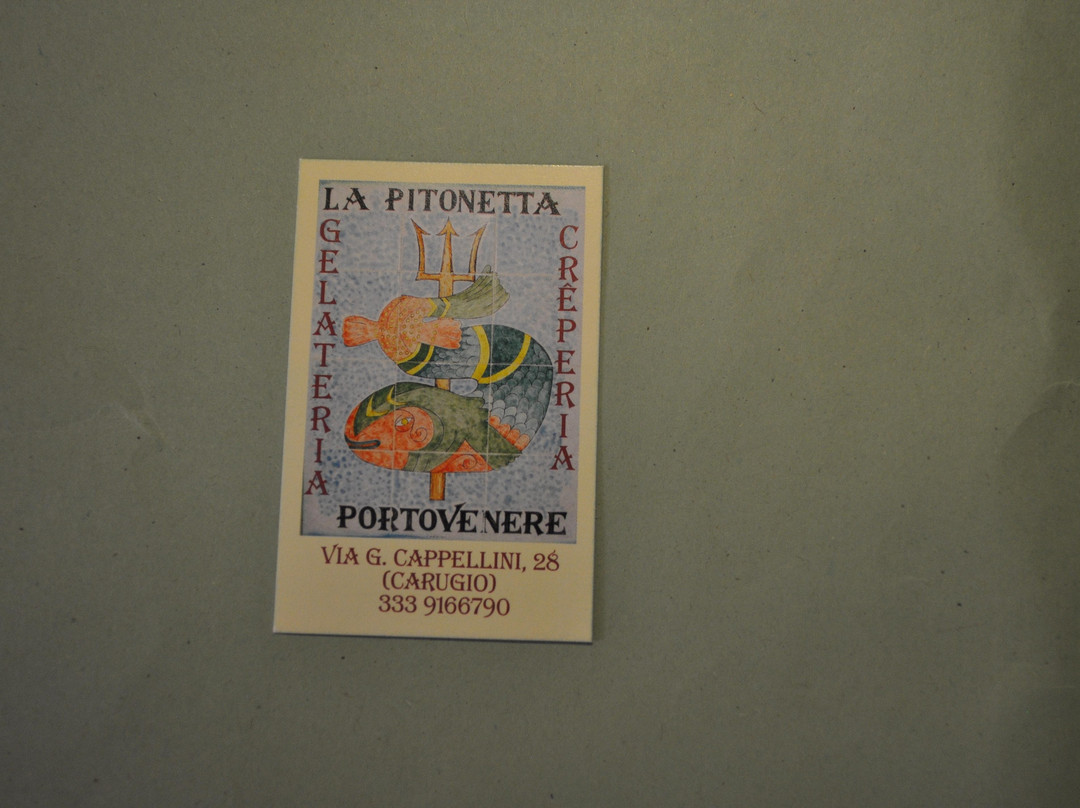 LA PITONETTA
GELATERIA
CRÊPERIA
PORTOVENERE
VIA G. CAPPELLINI, 28
(CARUGIO)
333 9166790